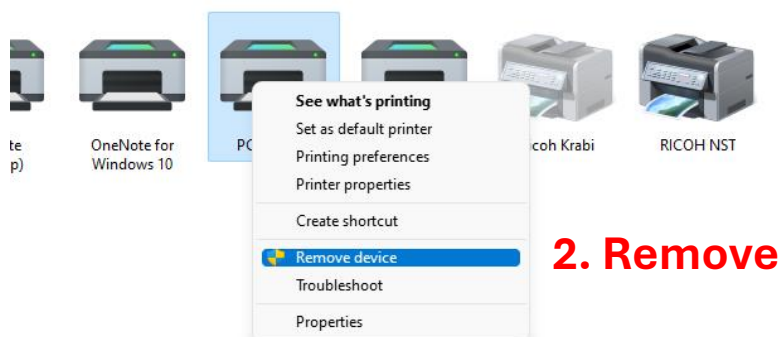 te
p)
OneNote for
Windows 10
PC
icoh Krabi
RICOH NST
See what's printing
Set as default printer
Printing preferences
Printer properties
Create shortcut
Remove device
Troubleshoot
Properties
2. Remove